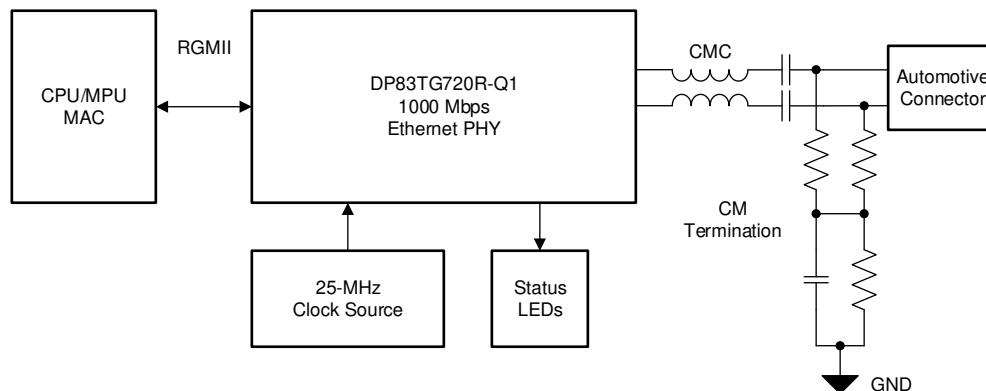 RGMII
CPU/MPU
MAC
DP83TG720R-Q1
1000 Mbps
Ethernet PHY
CMC
Automotive
Connector
CM
Termination
25-MHz
Clock Source
Status
LEDs
GND